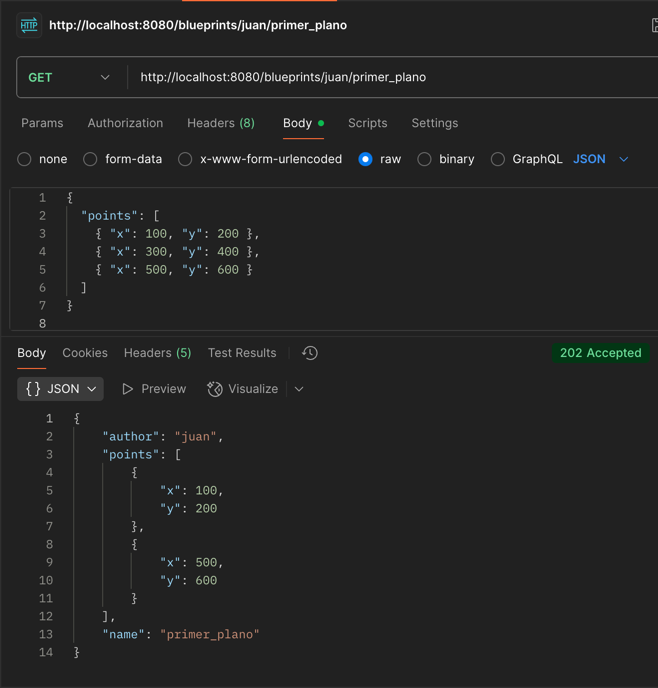 HTTP http://localhost:8080/blueprints/juan/primer_plano
GET http://localhost:8080/blueprints/juan/primer_plano
Params Authorization Headers (8) Body Scripts Settings
none form-data x-www-form-urlencoded raw binary GraphQL JSON
1 {
2 "points": [
3 { "x": 100, "y": 200 },
4 { "x": 300, "y": 400 },
5 { "x": 500, "y": 600 }
6 ]
7 }
8
Body Cookies Headers (5) Test Results 202 Accepted
{} JSON Preview Visualize
1 {
2 "author": "juan",
3 "points": [
4 {
5 "x": 100,
6 "y": 200
7 },
8 {
9 "x": 500,
10 "y": 600
11 }
12 ],
13 "name": "primer_plano"
14 }